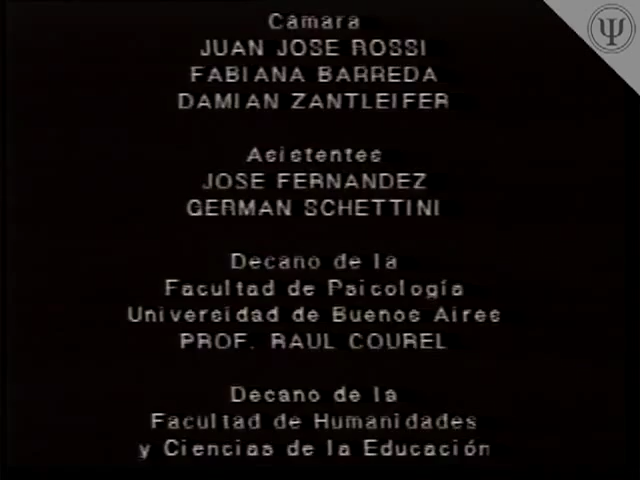 Cámara
JUAN JOSE ROSSI
FABIANA BARREDA
DAMIAN ZANTLEIFER
Asistentes
JOSE FERNANDEZ
GERMAN SCHETTINI
Decano de la
Facultad de Psicología
Universidad de Buenos Aires
PROF. RAUL COUREL
Decano de la
Facultad de Humanidades
y Ciencias de la Educación